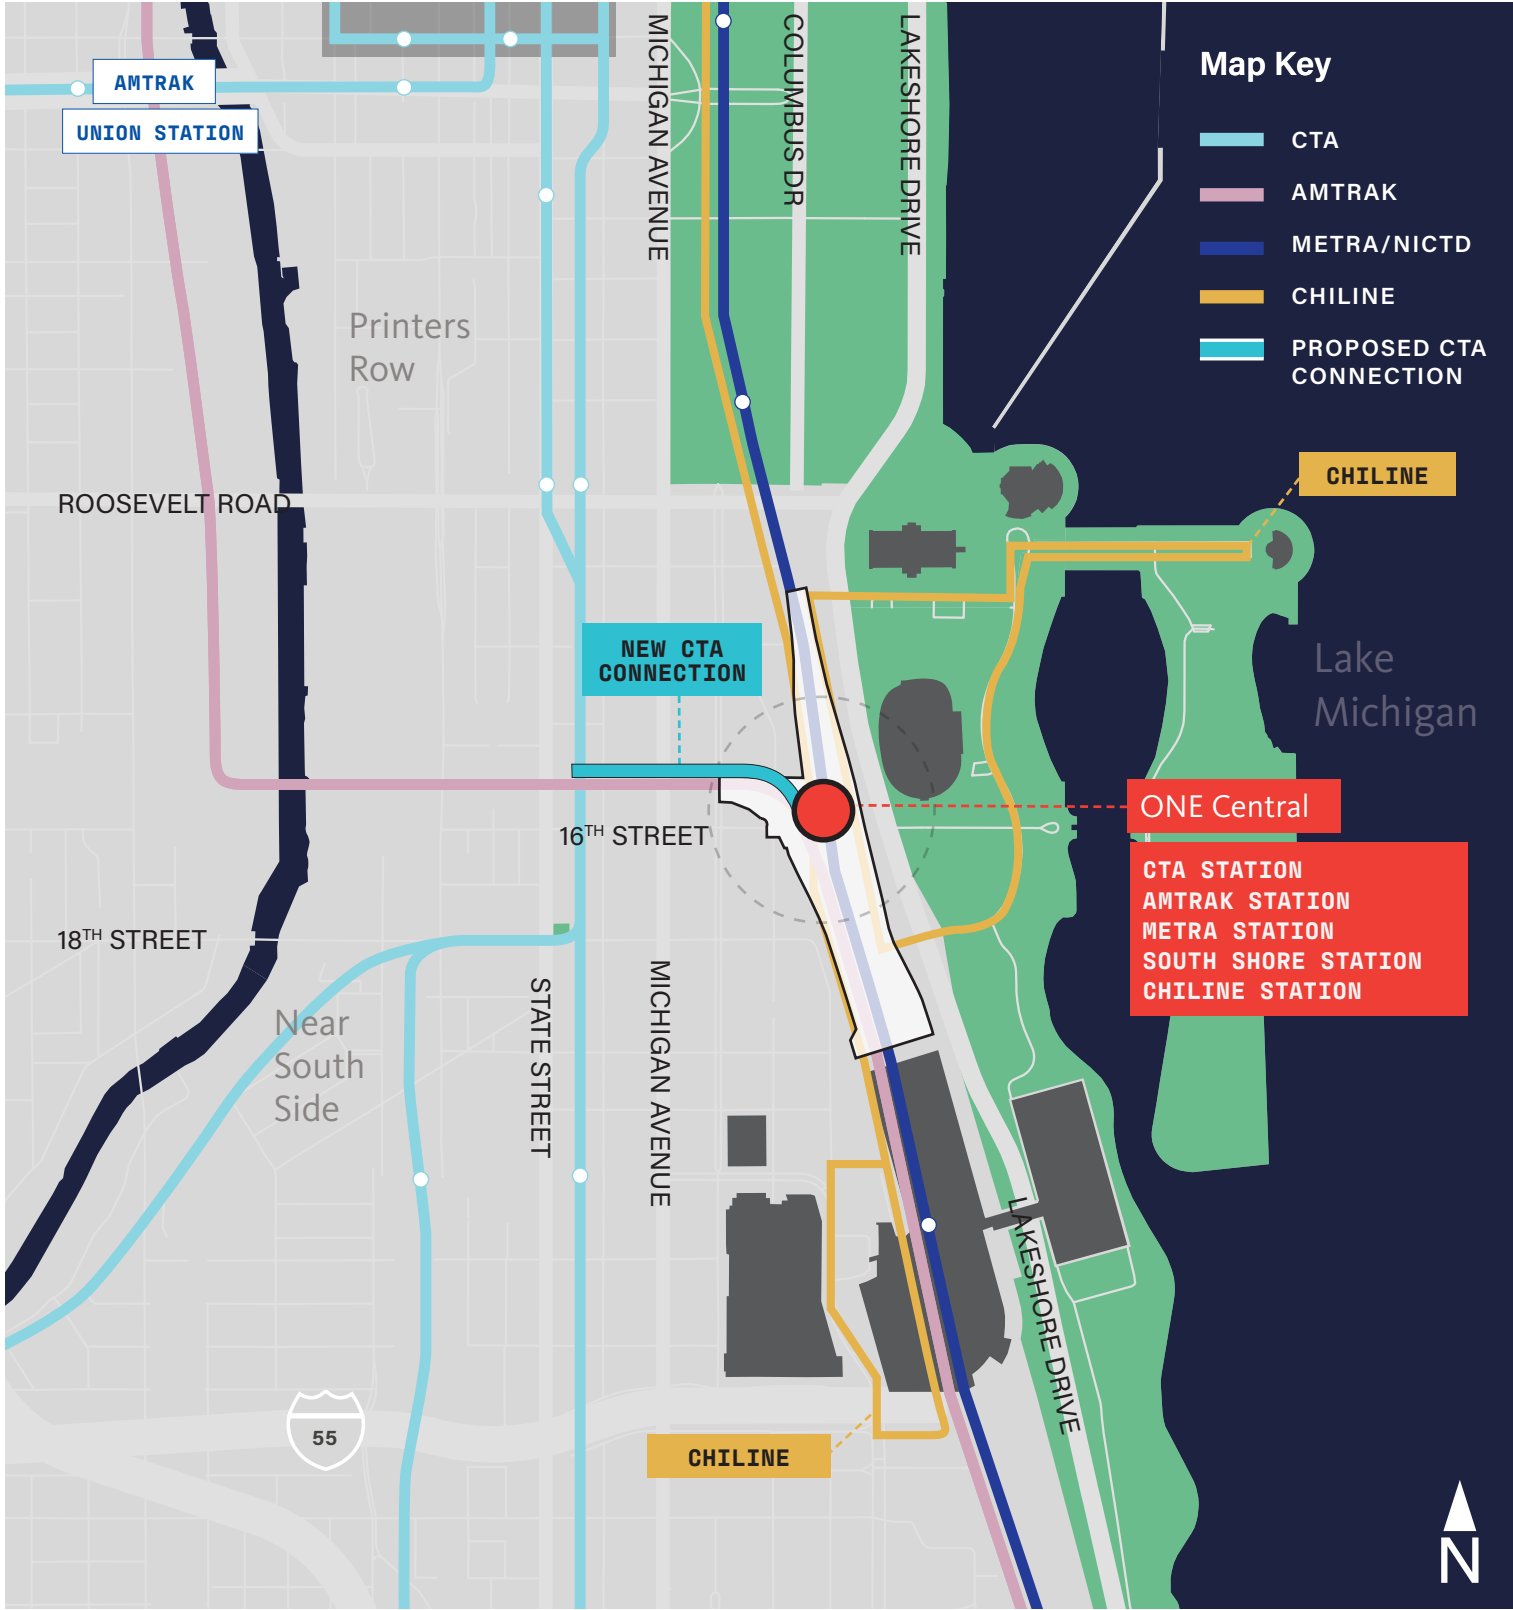 MICHIGAN AVENUE
COLUMBUS DR
LAKESHORE DRIVE
Map Key
CTA
AMTRAK
METRA/NICTD
CHILINE
PROPOSED CTA
CONNECTION
AMTRAK
UNION STATION
Printers
Row
ROOSEVELT ROAD
CHILINE
NEW CTA
CONNECTION
Lake
Michigan
16TH STREET
ONE Central
CTA STATION
AMTRAK STATION
METRA STATION
SOUTH SHORE STATION
CHILINE STATION
18TH STREET
Near
South
Side
STATE STREET
MICHIGAN AVENUE
LAKESHORE DRIVE
55
CHILINE
N